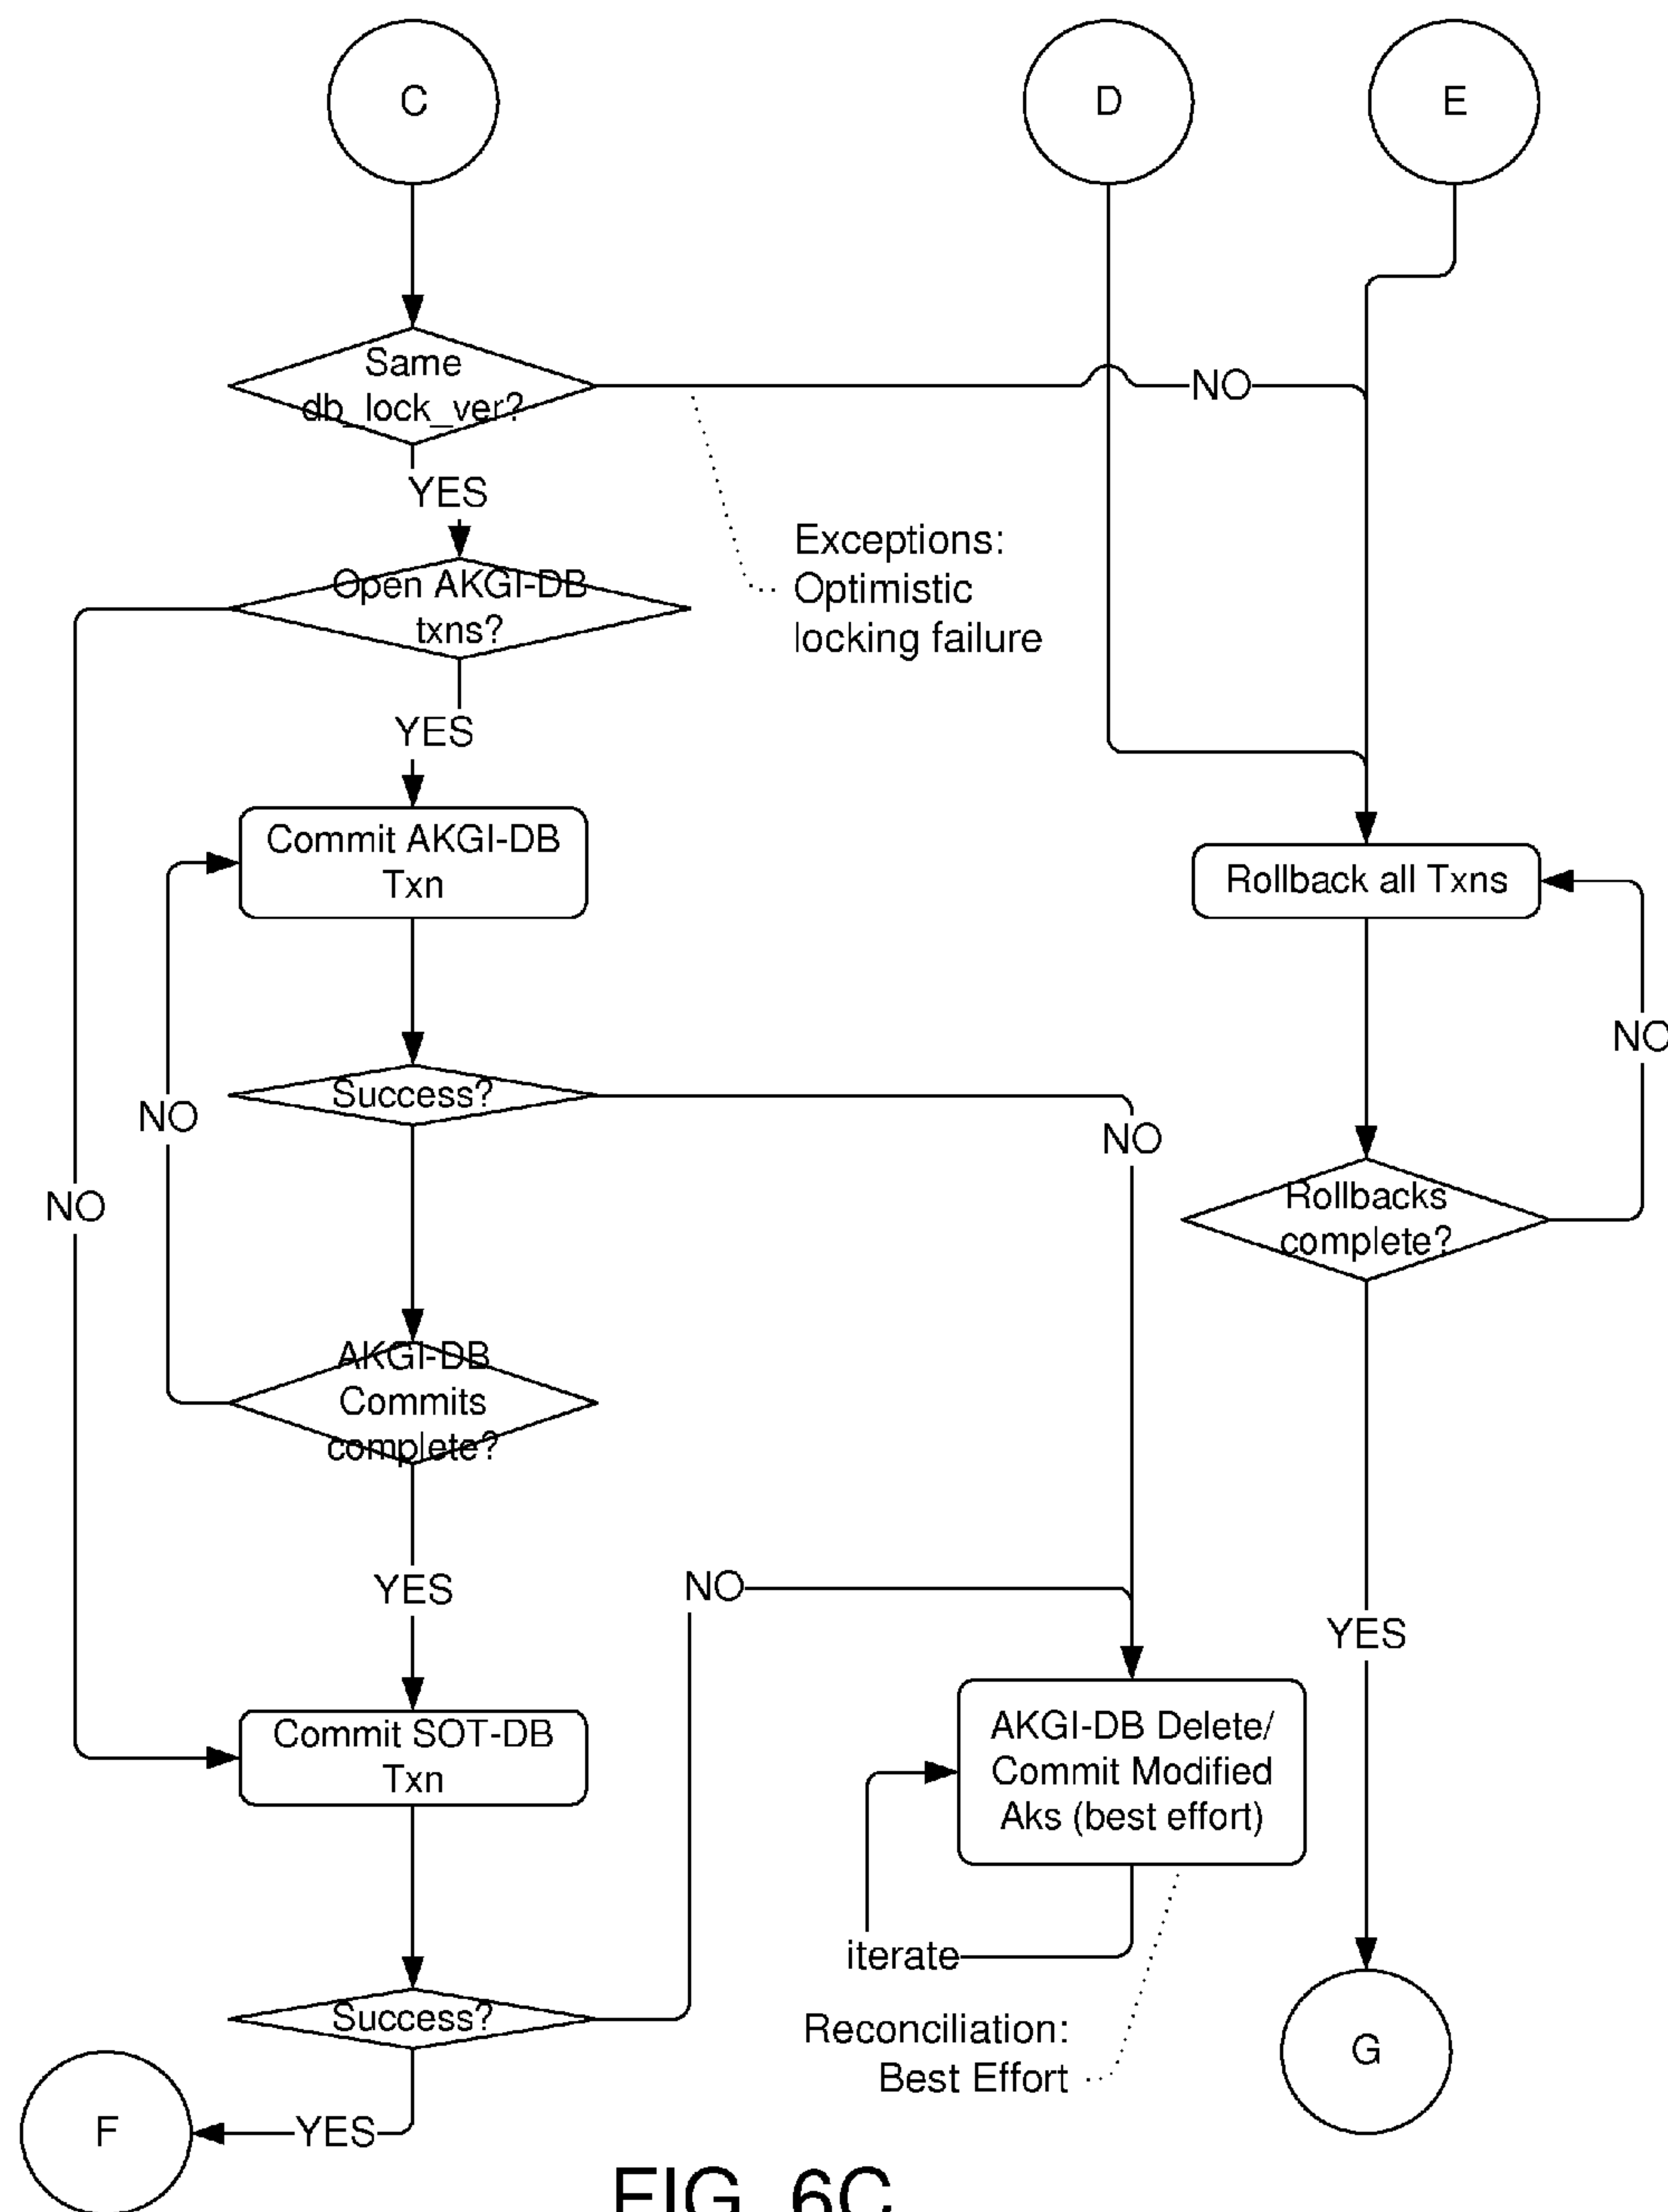 C
D
E
Same
db_lock_ver?
NO
YES
Exceptions:
Optimistic
locking failure
Open AKGI-DB
txns?
YES
Commit AKGI-DB
Txn
Rollback all Txns
NO
Success?
NO
NO
NO
Rollbacks
complete?
AKGI-DB
Commits
complete?
YES
NO
YES
Commit SOT-DB
Txn
AKGI-DB Delete/
Commit Modified
Aks (best effort)
iterate
Success?
Reconciliation:
Best Effort
G
F
YES
FIG. 6C